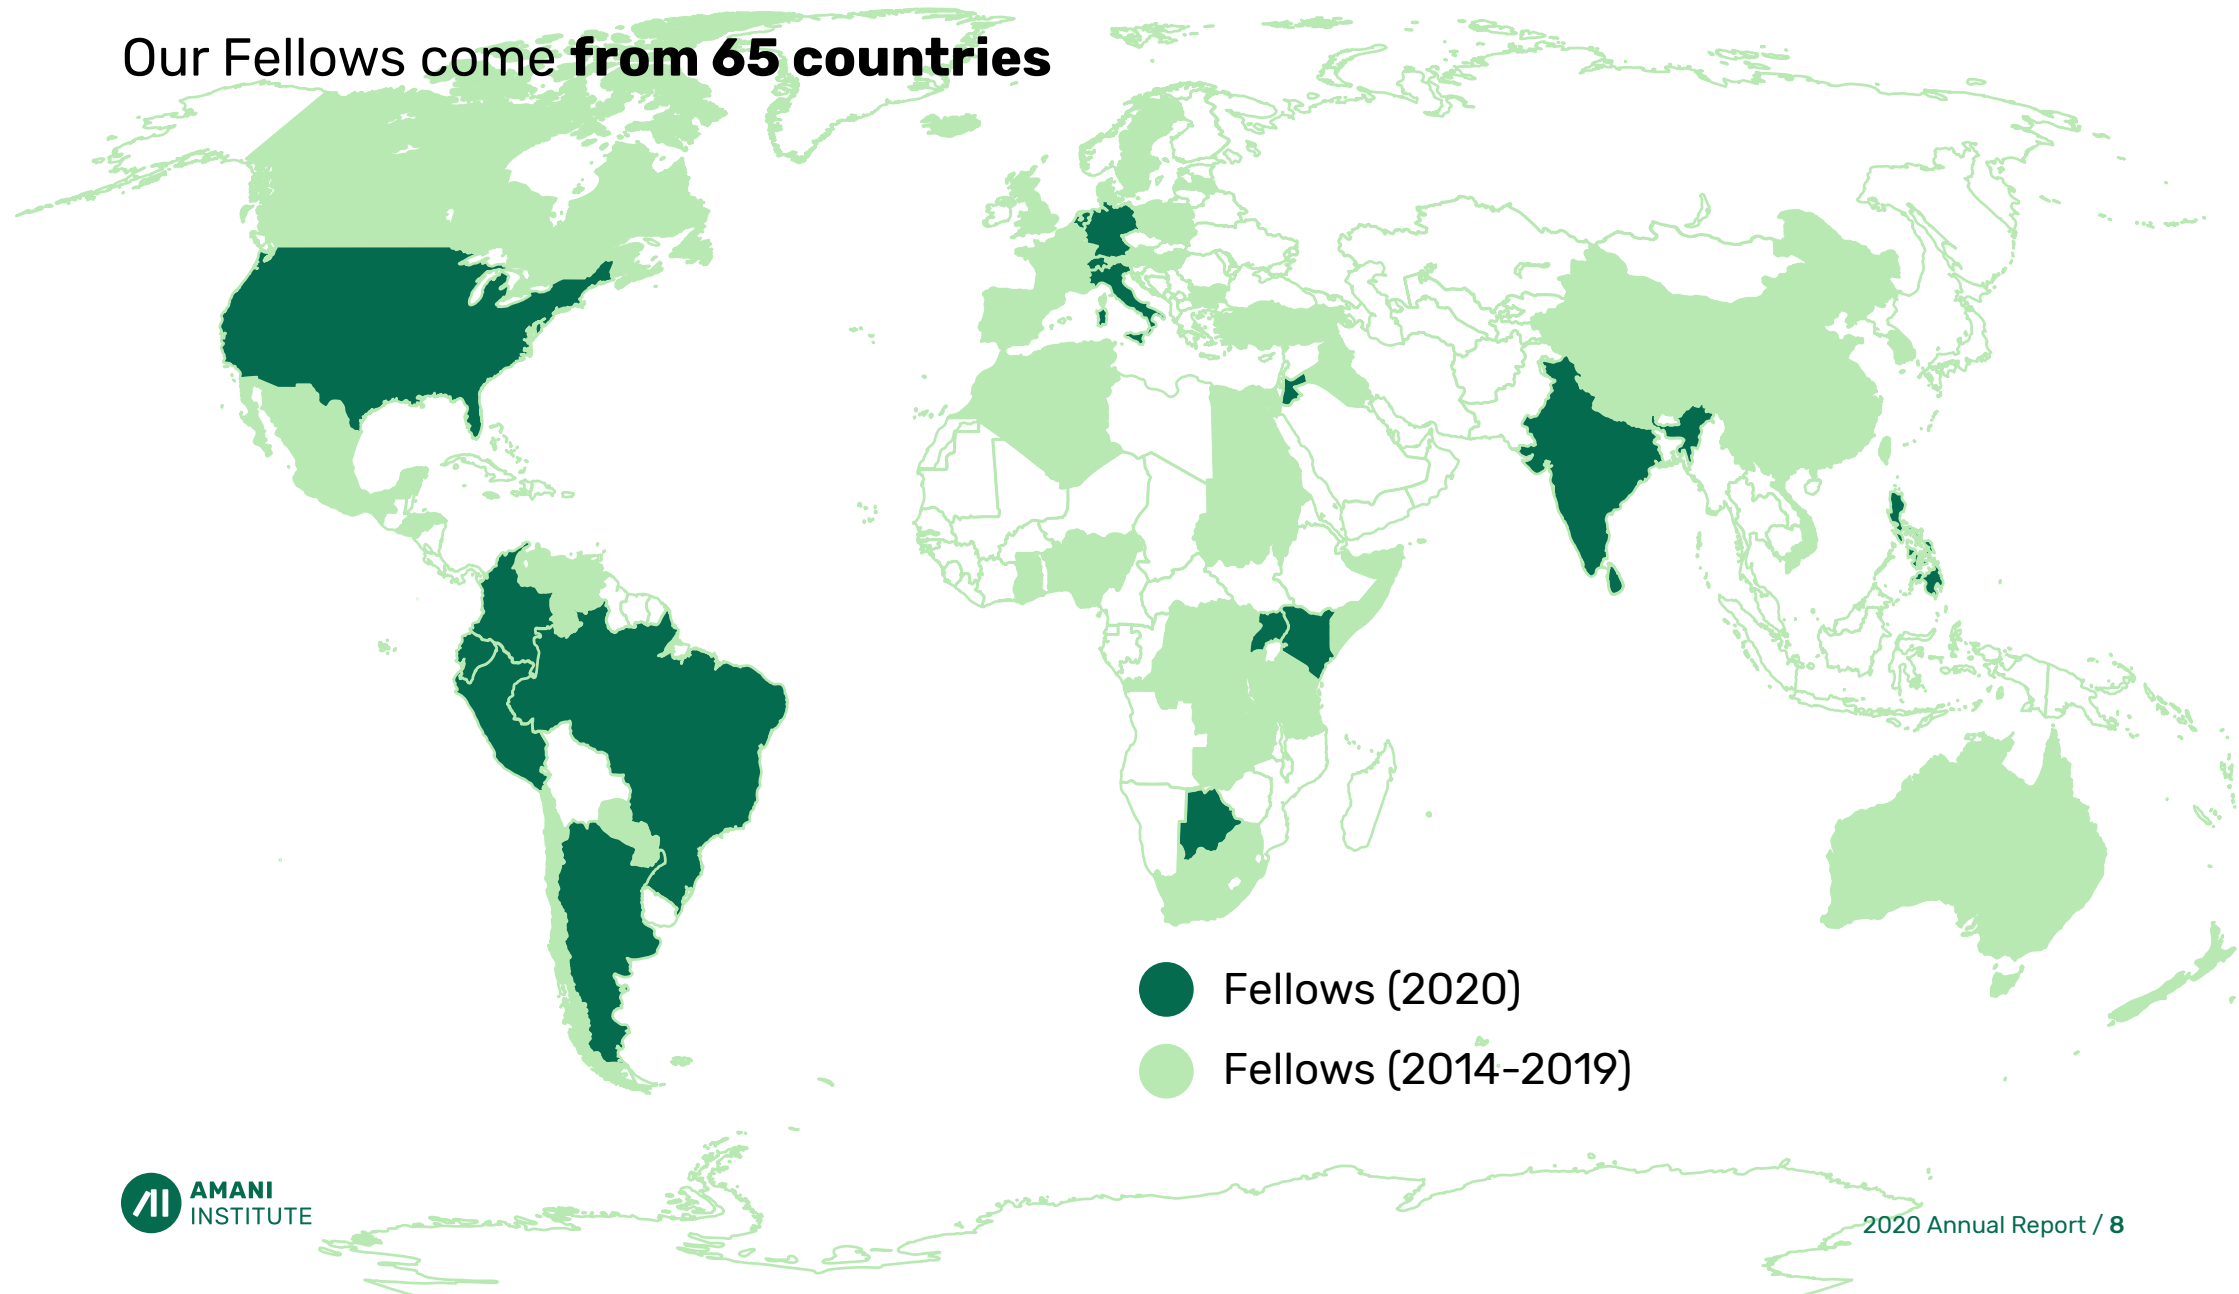 Our Fellows come from 65 countries
Fellows (2020)
Fellows (2014-2019)
AMANI
INSTITUTE
2020 Annual Report / 8